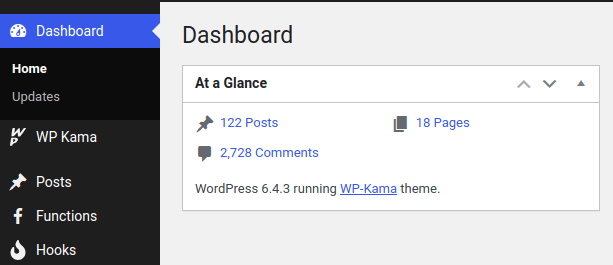 Dashboard
Home
Updates
WP Kama
Posts
Functions
Hooks
Dashboard
At a Glance
122 Posts
18 Pages
2,728 Comments
WordPress 6.4.3 running WP-Kama theme.